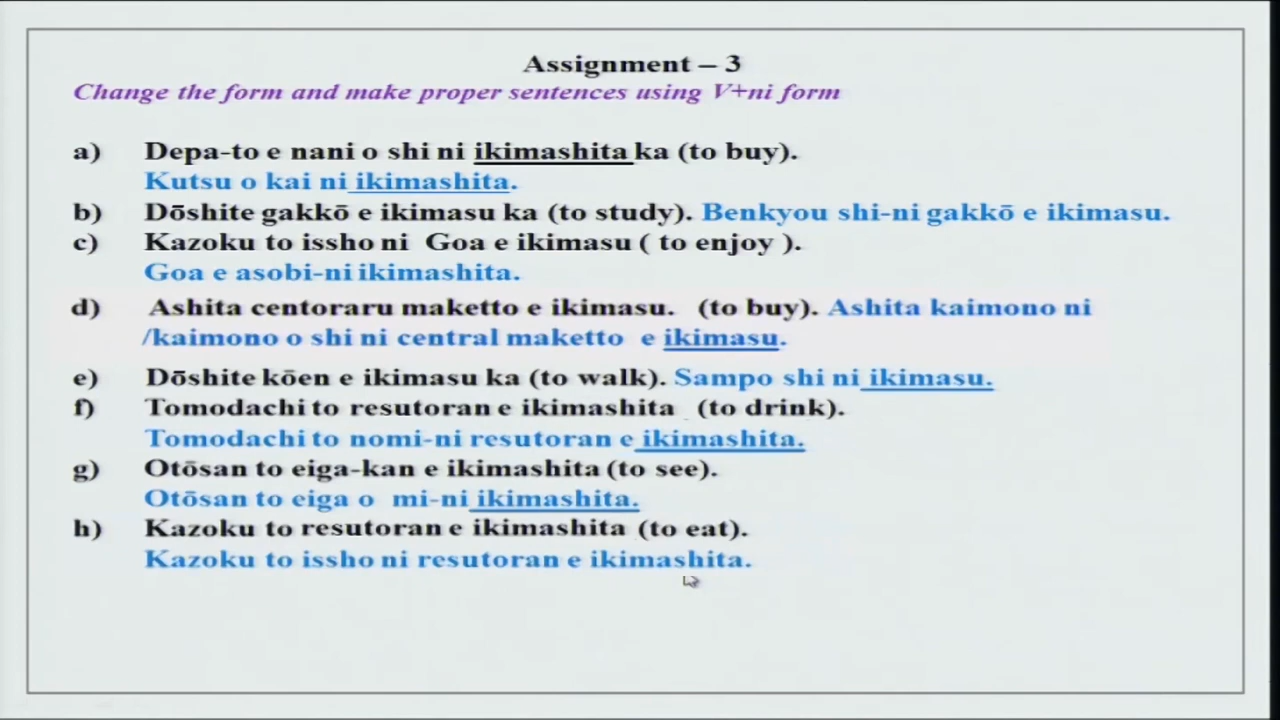 Assignment – 3
Change the form and make proper sentences using V+ni form
a) Depa-to e nani o shi ni ikimashita ka (to buy).
Kutsu o kai ni ikimashita.
b) Dōshite gakkō e ikimasu ka (to study). Benkyou shi-ni gakkō e ikimasu.
c) Kazoku to issho ni Goa e ikimasu ( to enjoy ).
Goa e asobi-ni ikimashita.
d) Ashita centoraru maketto e ikimasu. (to buy). Ashita kaimono ni
/kaimono o shi ni central maketto e ikimasu.
e) Dōshite kōen e ikimasu ka (to walk). Sampo shi ni ikimasu.
f) Tomodachi to resutoran e ikimashita (to drink).
Tomodachi to nomi-ni resutoran e ikimashita.
g) Otōsan to eiga-kan e ikimashita (to see).
Otōsan to eiga o mi-ni ikimashita.
h) Kazoku to resutoran e ikimashita (to eat).
Kazoku to issho ni resutoran e ikimashita.